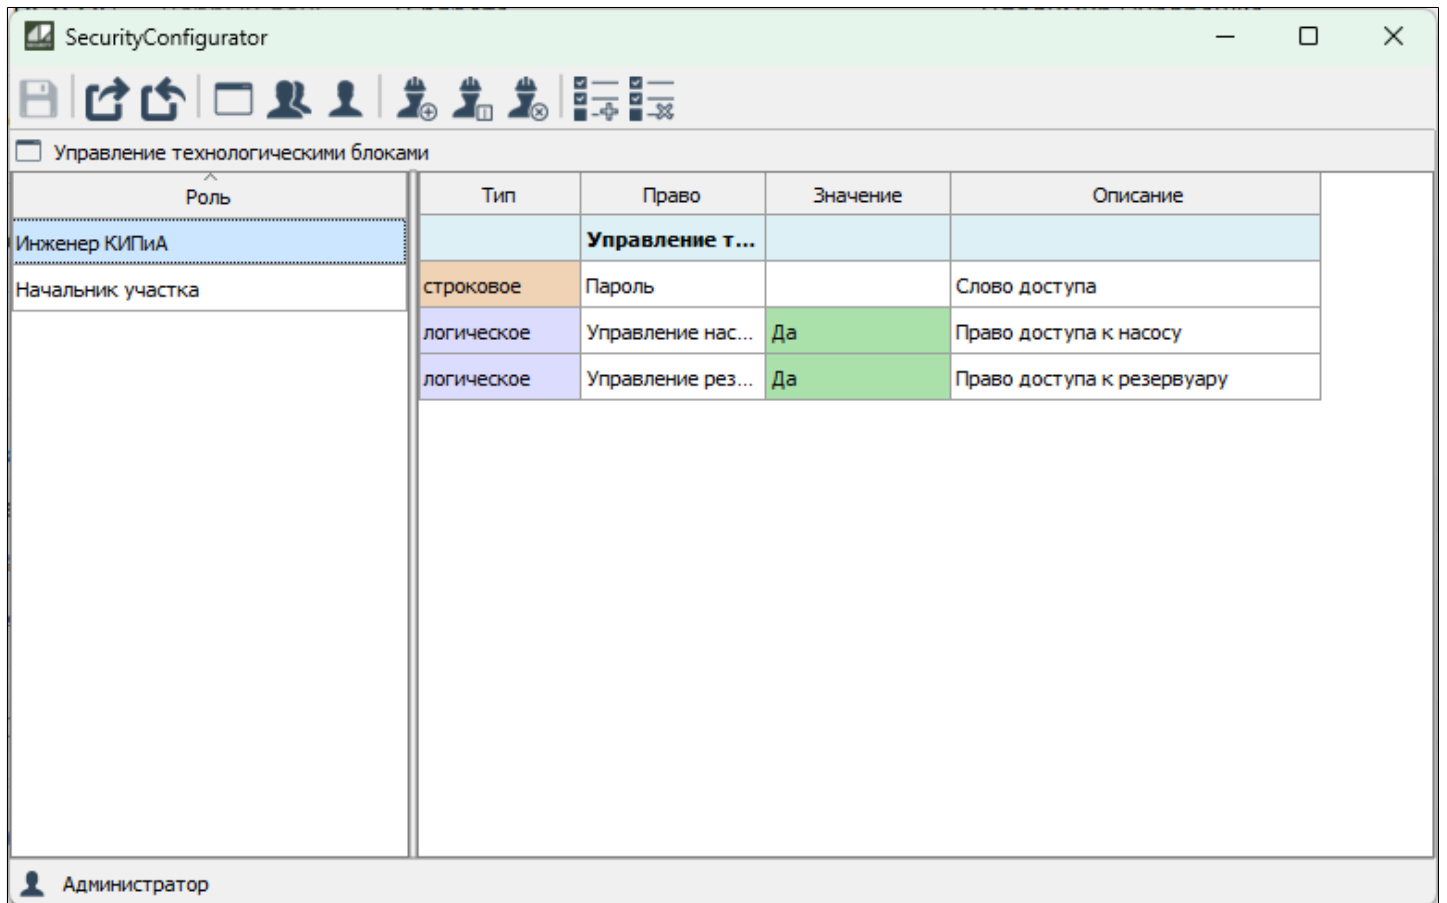 SecurityConfigurator
Управление технологическими блоками
Роль
Тип Право Значение Описание
Инженер КИПиА
Управление т...
Начальник участка
строковое Пароль Слово доступа
логическое Управление нас... Да Право доступа к насосу
логическое Управление рез... Да Право доступа к резервуару
Администратор